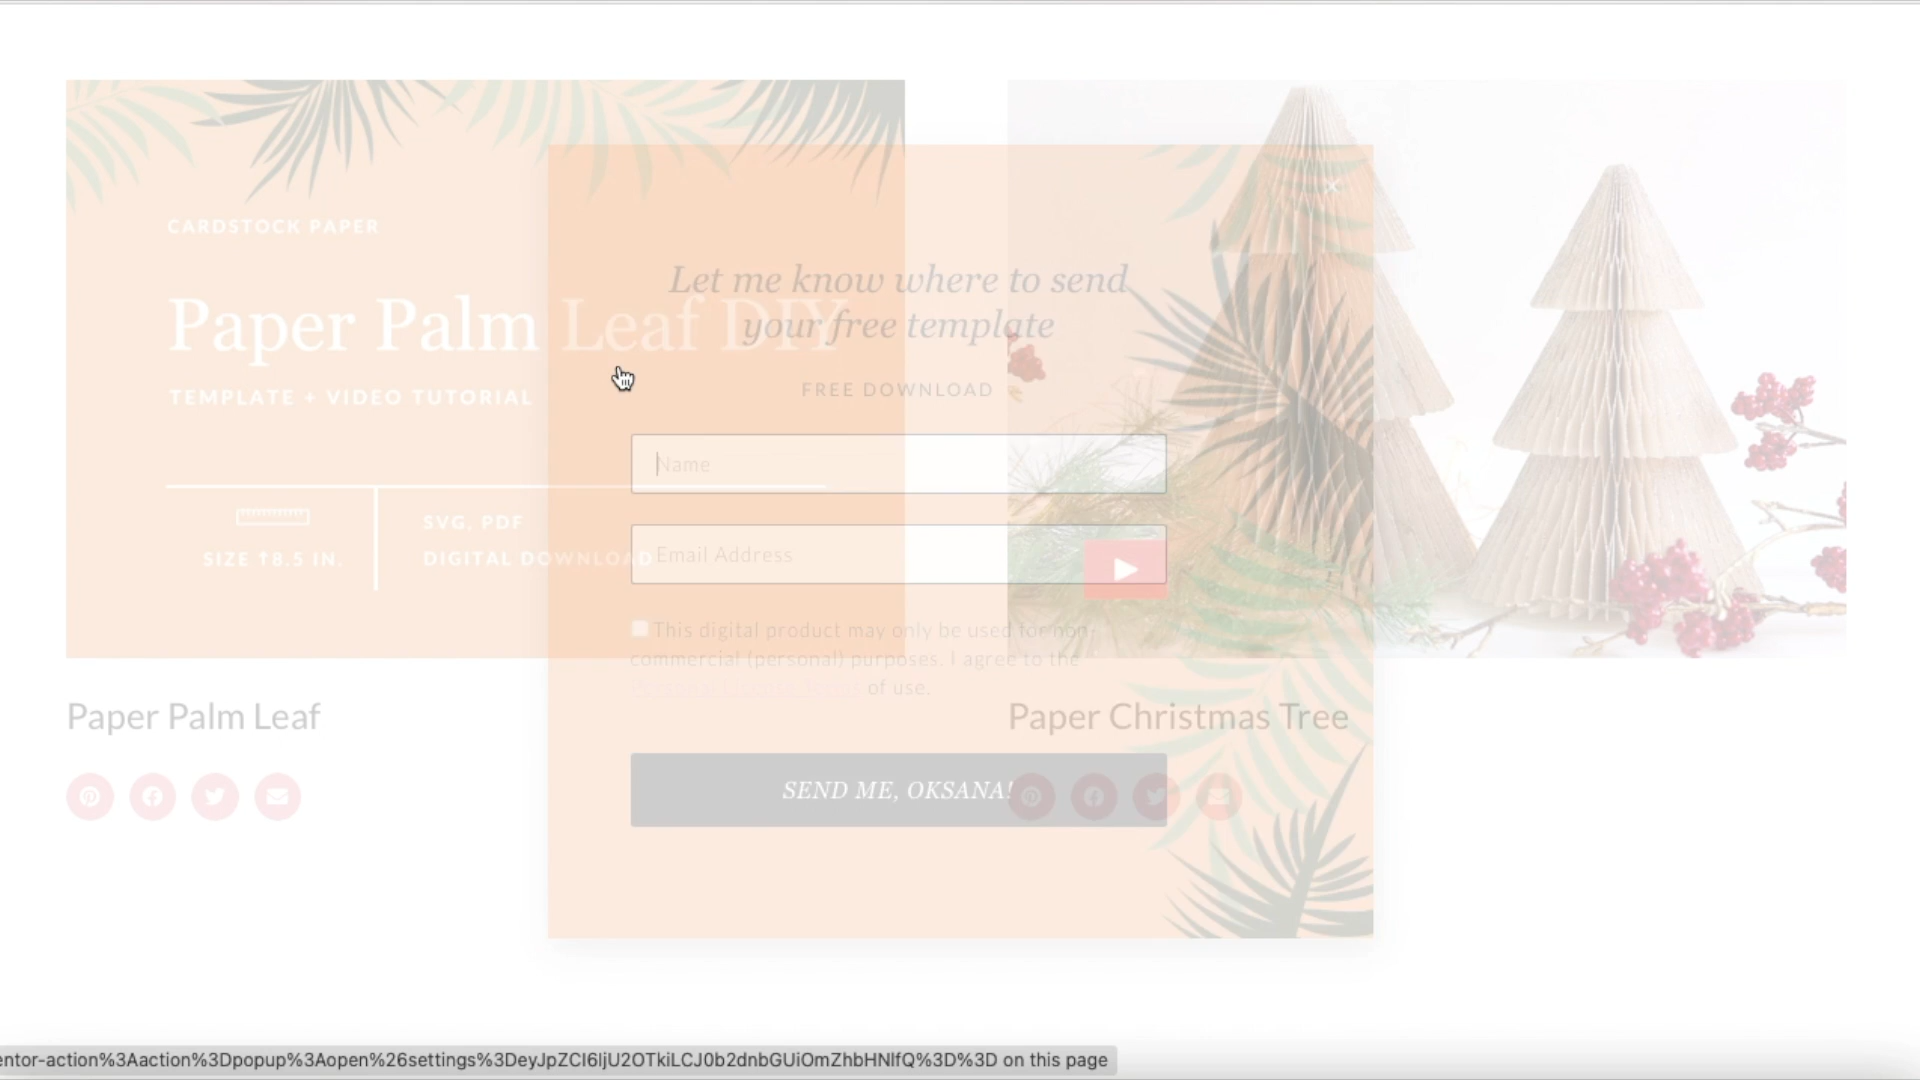 CARDSTOCK PAPER
Paper Palm Leaf DIY
TEMPLATE + VIDEO TUTORIAL
SIZE 18.5 IN.
SVG, PDF
DIGITAL DOWNLOAD
Let me know where to send
your free template
FREE DOWNLOAD
Name
Email Address
This digital product may only be used for non-
commercial (personal) purposes. I agree to the
Personal License Terms of use.
SEND ME, OKSANA!
Paper Palm Leaf
Paper Christmas Tree
entor-action%3Aaction%3Dpopup%3Aopen%26settings%3DeyJpZCI6IjU2OTkiLCJ0b2dnbGUiOmZhbHNlfQ%3D%3D on this page